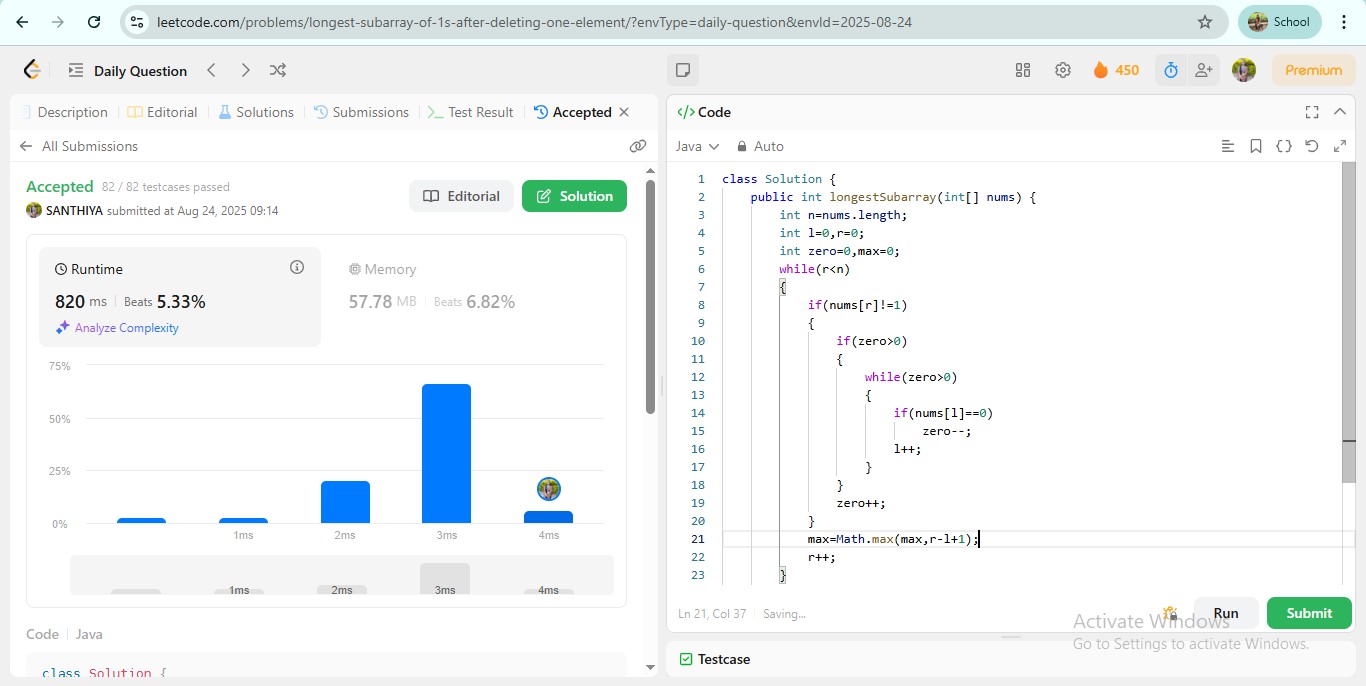 leetcode.com/problems/longest-subarray-of-1s-after-deleting-one-element/?envType=daily-question&envId=2025-08-24
School
Daily Question
450
Premium
Description
Editorial
Solutions
Submissions
Test Result
Accepted
All Submissions
Accepted 82 / 82 testcases passed
SANTHIYA submitted at Aug 24, 2025 09:14
Editorial
Solution
Runtime
820 ms Beats 5.33%
Analyze Complexity
Memory
57.78 MB Beats 6.82%
75%
50%
25%
0%
1ms 2ms 3ms 4ms
1ms 2ms 3ms 4ms
Code Java
class Solution {
</> Code
Java Auto
1 class Solution {
2 public int longestSubarray(int[] nums) {
3 int n=nums.length;
4 int l=0,r=0;
5 int zero=0,max=0;
6 while(r<n)
7 {
8 if(nums[r]!=1)
9 {
10 if(zero>0)
11 {
12 while(zero>0)
13 {
14 if(nums[l]==0)
15 zero--;
16 l++;
17 }
18 }
19 zero++;
20 }
21 max=Math.max(max,r-l+1);
22 r++;
23 }
Ln 21, Col 37 Saving...
Run
Submit
Activate Windows
Go to Settings to activate Windows.
Testcase